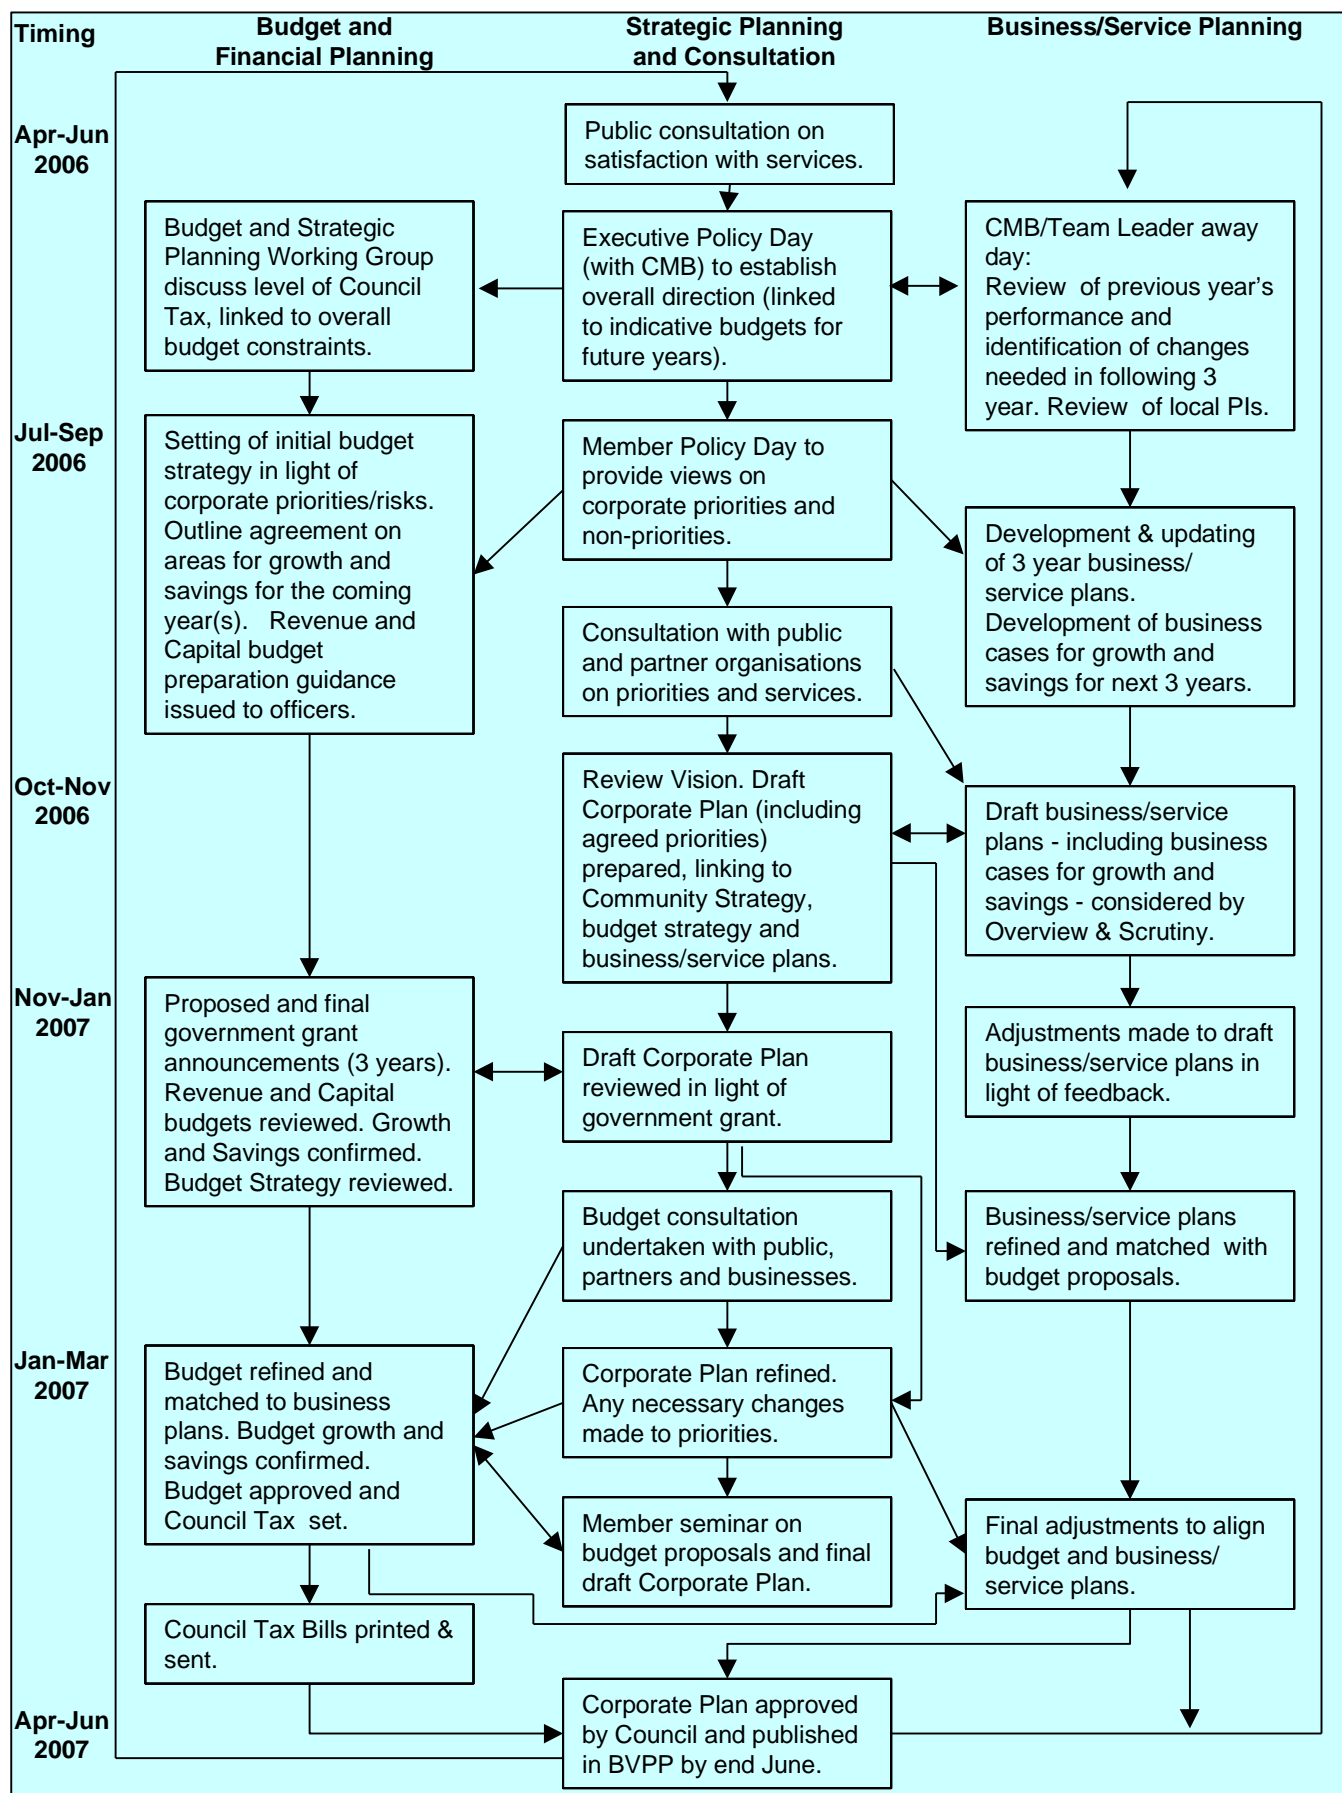 Timing
Budget and
Financial Planning
Strategic Planning
and Consultation
Business/Service Planning
Apr-Jun
2006
Public consultation on
satisfaction with services.
Budget and Strategic
Planning Working Group
discuss level of Council
Tax, linked to overall
budget constraints.
Executive Policy Day
(with CMB) to establish
overall direction (linked
to indicative budgets for
future years).
CMB/Team Leader away
day:
Review of previous year's
performance and
identification of changes
needed in following 3
year. Review of local PIs.
Jul-Sep
2006
Setting of initial budget
strategy in light of
corporate priorities/risks.
Outline agreement on
areas for growth and
savings for the coming
year(s). Revenue and
Capital budget
preparation guidance
issued to officers.
Member Policy Day to
provide views on
corporate priorities and
non-priorities.
Development & updating
of 3 year business/
service plans.
Development of business
cases for growth and
savings for next 3 years.
Consultation with public
and partner organisations
on priorities and services.
Oct-Nov
2006
Review Vision. Draft
Corporate Plan (including
agreed priorities)
prepared, linking to
Community Strategy,
budget strategy and
business/service plans.
Draft business/service
plans - including business
cases for growth and
savings - considered by
Overview & Scrutiny.
Nov-Jan
2007
Proposed and final
government grant
announcements (3 years).
Revenue and Capital
budgets reviewed. Growth
and Savings confirmed.
Budget Strategy reviewed.
Draft Corporate Plan
reviewed in light of
government grant.
Adjustments made to draft
business/service plans in
light of feedback.
Budget consultation
undertaken with public,
partners and businesses.
Business/service plans
refined and matched with
budget proposals.
Jan-Mar
2007
Budget refined and
matched to business
plans. Budget growth and
savings confirmed.
Budget approved and
Council Tax set.
Corporate Plan refined.
Any necessary changes
made to priorities.
Member seminar on
budget proposals and final
draft Corporate Plan.
Final adjustments to align
budget and business/
service plans.
Council Tax Bills printed &
sent.
Apr-Jun
2007
Corporate Plan approved
by Council and published
in BVPP by end June.